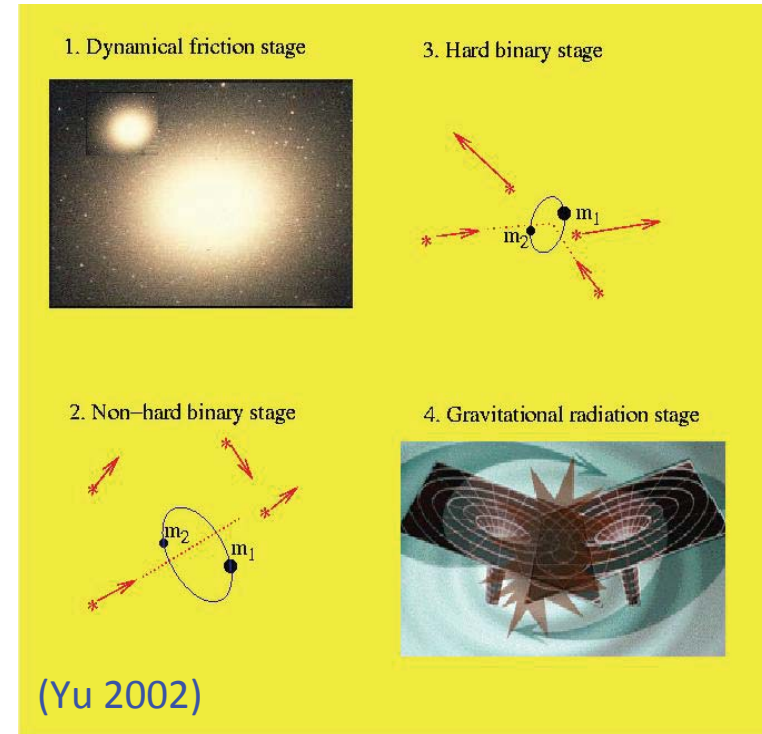 1. Dynamical friction stage
3. Hard binary stage
m1
m2
2. Non-hard binary stage
4. Gravitational radiation stage
m2
m1
(Yu 2002)